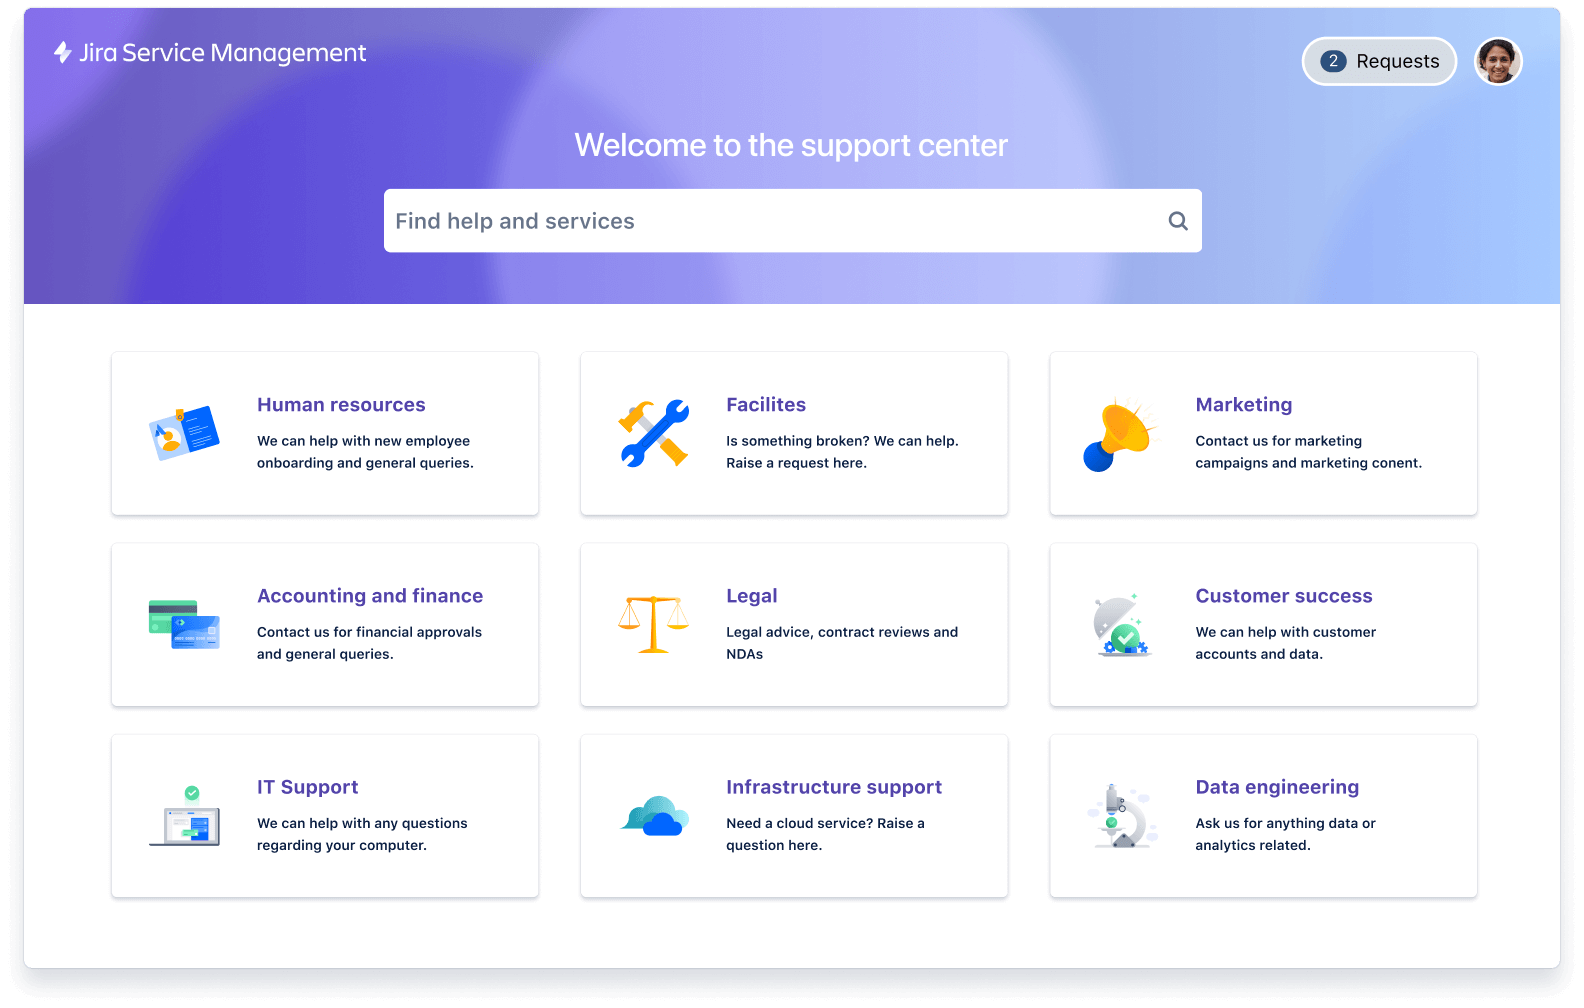 Jira Service Management
2 Requests
Welcome to the support center
Find help and services
Human resources
We can help with new employee
onboarding and general queries.
Facilites
Is something broken? We can help.
Raise a request here.
Marketing
Contact us for marketing
campaigns and marketing conent.
Accounting and finance
Contact us for financial approvals
and general queries.
Legal
Legal advice, contract reviews and
NDAs
Customer success
We can help with customer
accounts and data.
IT Support
We can help with any questions
regarding your computer.
Infrastructure support
Need a cloud service? Raise a
question here.
Data engineering
Ask us for anything data or
analytics related.